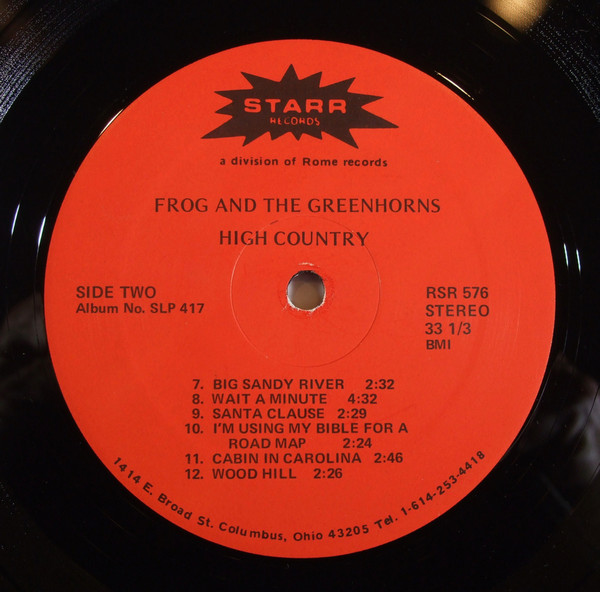 STARR
RECORDS
a division of Rome records
FROG AND THE GREENHORNS
HIGH COUNTRY
SIDE TWO
Album No. SLP 417
RSR 576
STEREO
33 1/3
BMI
7. BIG SANDY RIVER 2:32
8. WAIT A MINUTE 4:32
9. SANTA CLAUSE 2:29
10. I'M USING MY BIBLE FOR A
ROAD MAP 2:24
11. CABIN IN CAROLINA 2:46
12. WOOD HILL 2:26
1414 E. Broad St. Columbus, Ohio 43205 Tel. 1-614-253-4418